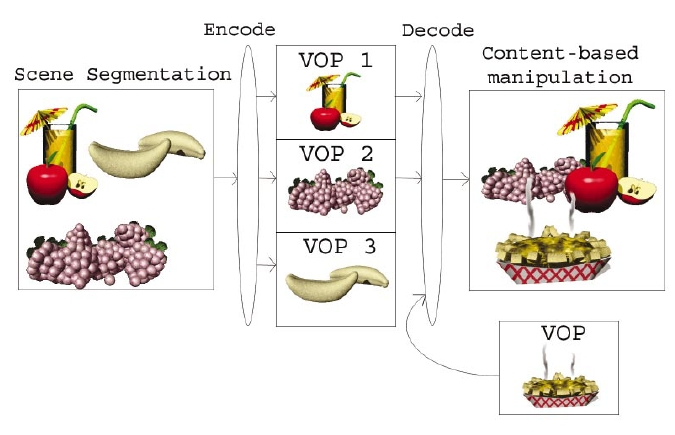 Encode
Decode
Scene Segmentation
Content-based
manipulation
VOP 1
VOP 2
VOP 3
VOP